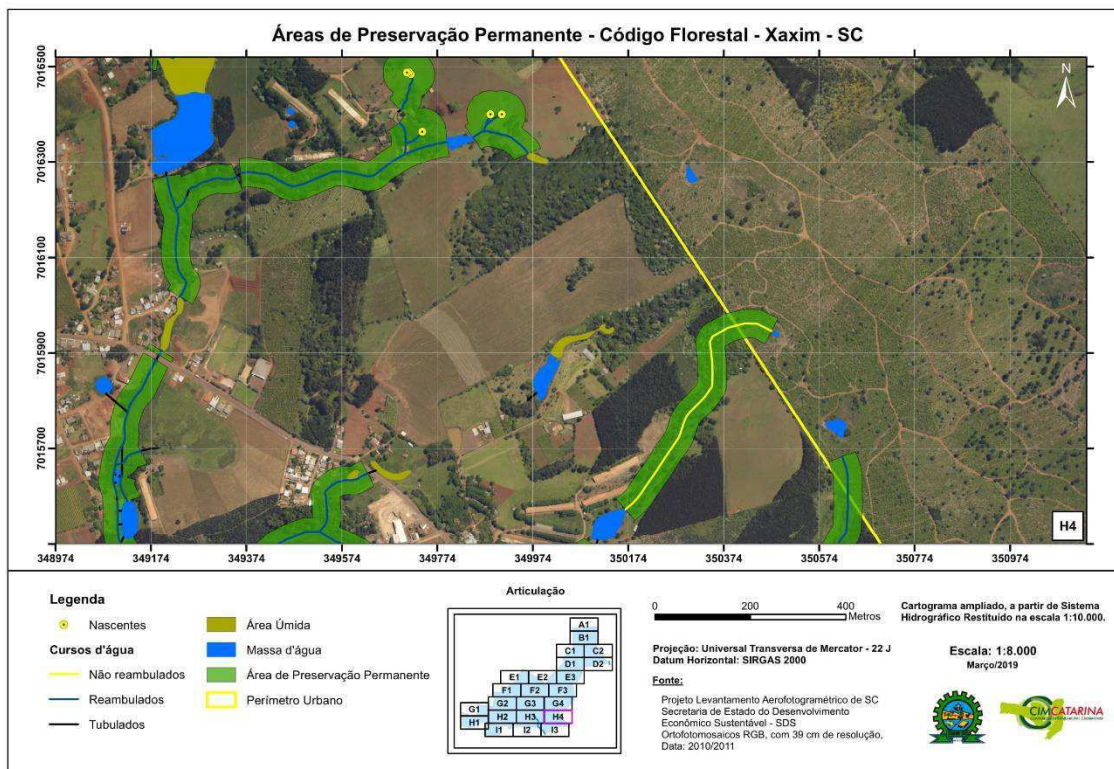 Áreas de Preservação Permanente - Código Florestal - Xaxim - SC
N
7016500
7016300
7016100
7015900
7015700
H4
348974
349174
349374
349574
349774
349974
350174
350374
350574
350774
350974
Legenda
Nascentes
Cursos d'água
Não reambulados
Reambulados
Tubulados
Área Úmida
Massa d'água
Área de Preservação Permanente
Perímetro Urbano
Articulação
A1
B1
C1 C2
D1 D2
E1 E2 E3
F1 F2 F3
G1 G2 G3 G4
H1 H2 H3 H4
I1 I2 I3
0 200 400
Metros
Projeção: Universal Transversa de Mercator - 22 J
Datum Horizontal: SIRGAS 2000
Fonte:
Projeto Levantamento Aerofotogramétrico de SC
Secretaria de Estado do Desenvolvimento
Econômico Sustentável - SDS
Ortofotomosaicos RGB, com 39 cm de resolução,
Data: 2010/2011
Cartograma ampliado, a partir de Sistema
Hidrográfico Restituído na escala 1:10.000.
Escala: 1:8.000
Março/2019
CIMCATARINA